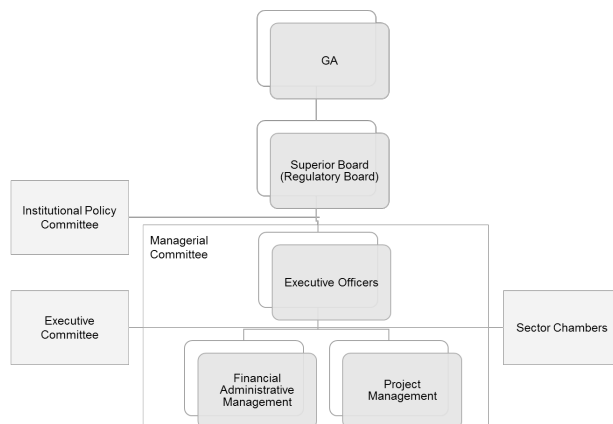 GA
Superior Board
(Regulatory Board)
Institutional Policy
Committee
Managerial
Committee
Executive Officers
Executive
Committee
Sector Chambers
Financial
Administrative
Management
Project
Management